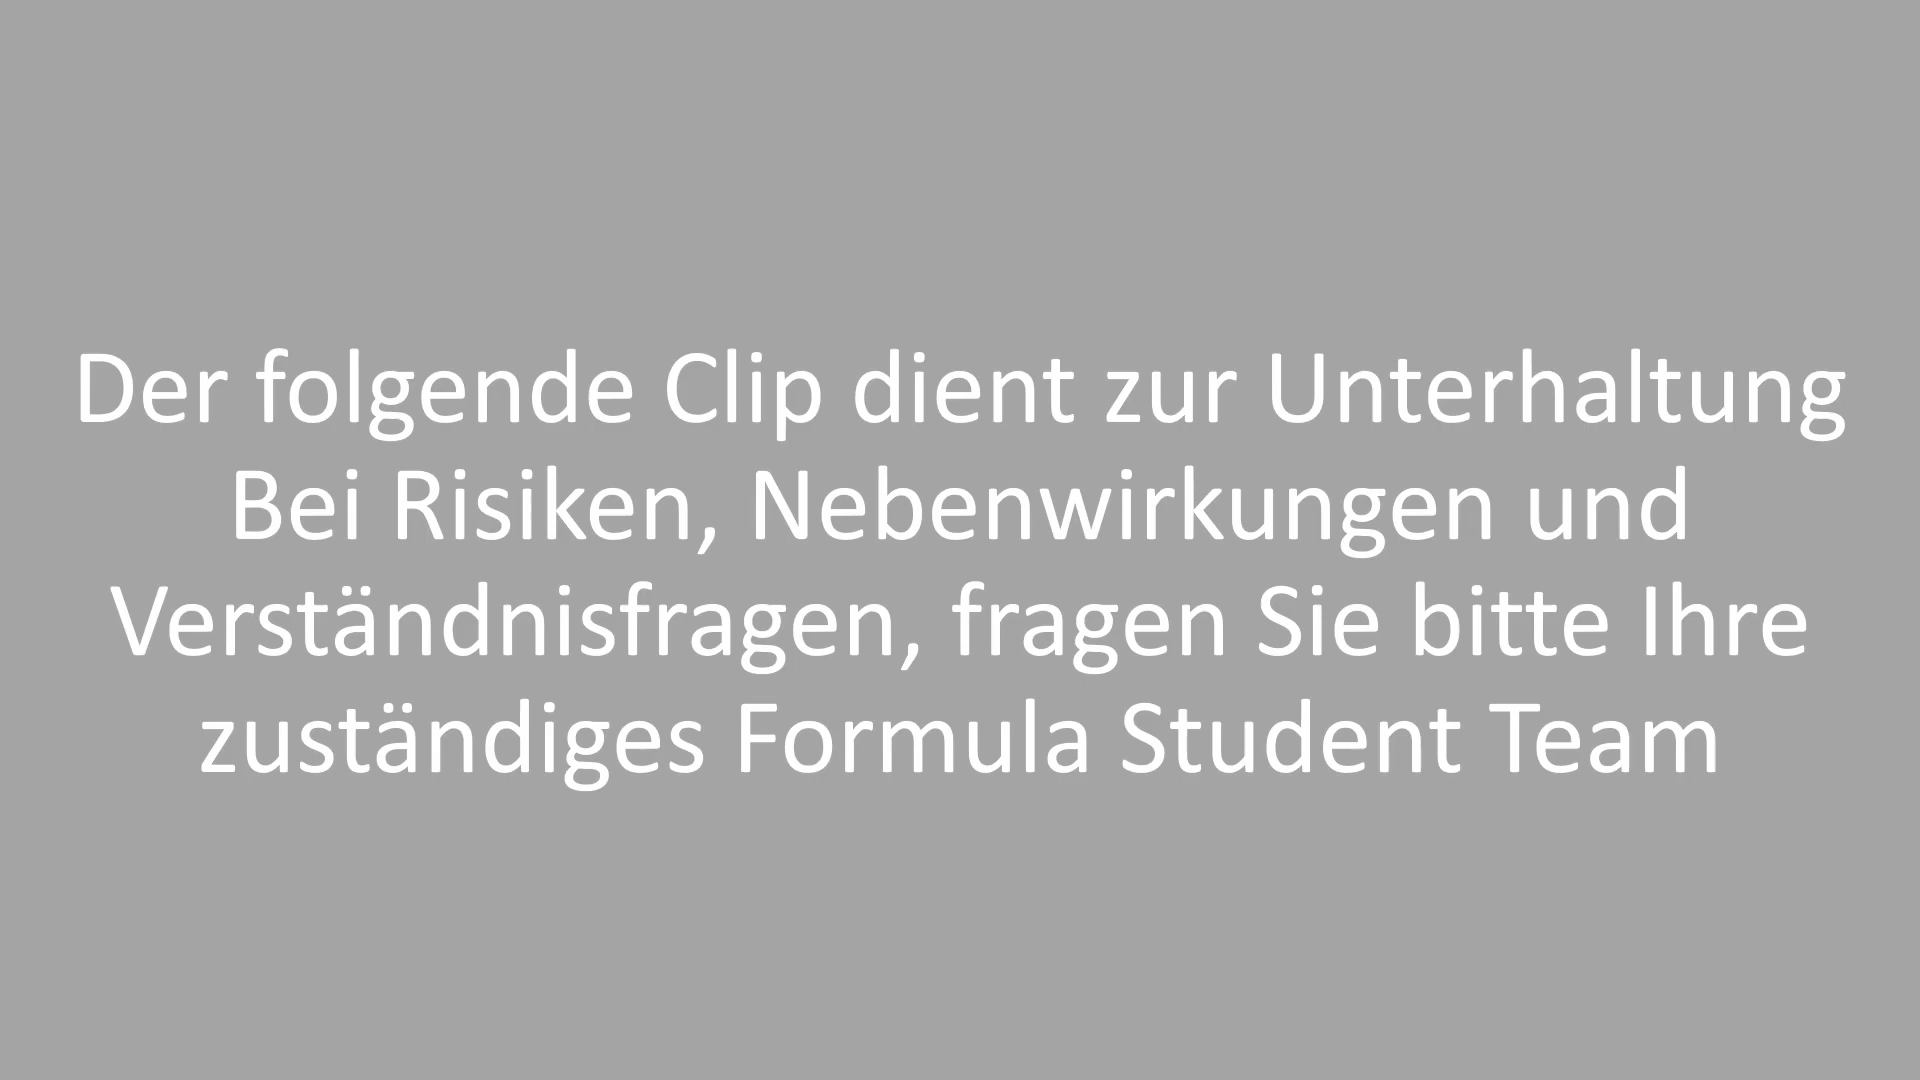 Der folgende Clip dient zur Unterhaltung
Bei Risiken, Nebenwirkungen und
Verständnisfragen, fragen Sie bitte Ihre
zuständiges Formula Student Team